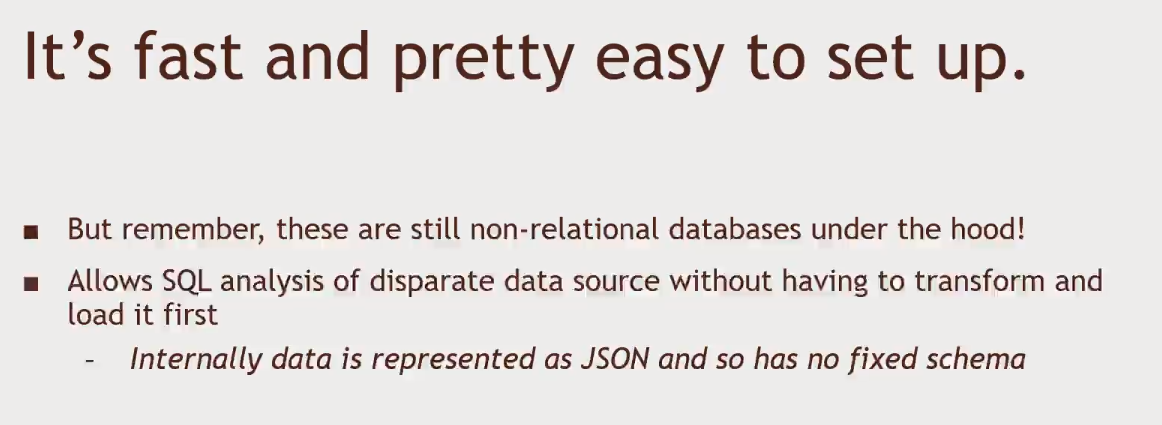 It's fast and pretty easy to set up.
■ But remember, these are still non-relational databases under the hood!
■ Allows SQL analysis of disparate data source without having to transform and
load it first
– Internally data is represented as JSON and so has no fixed schema